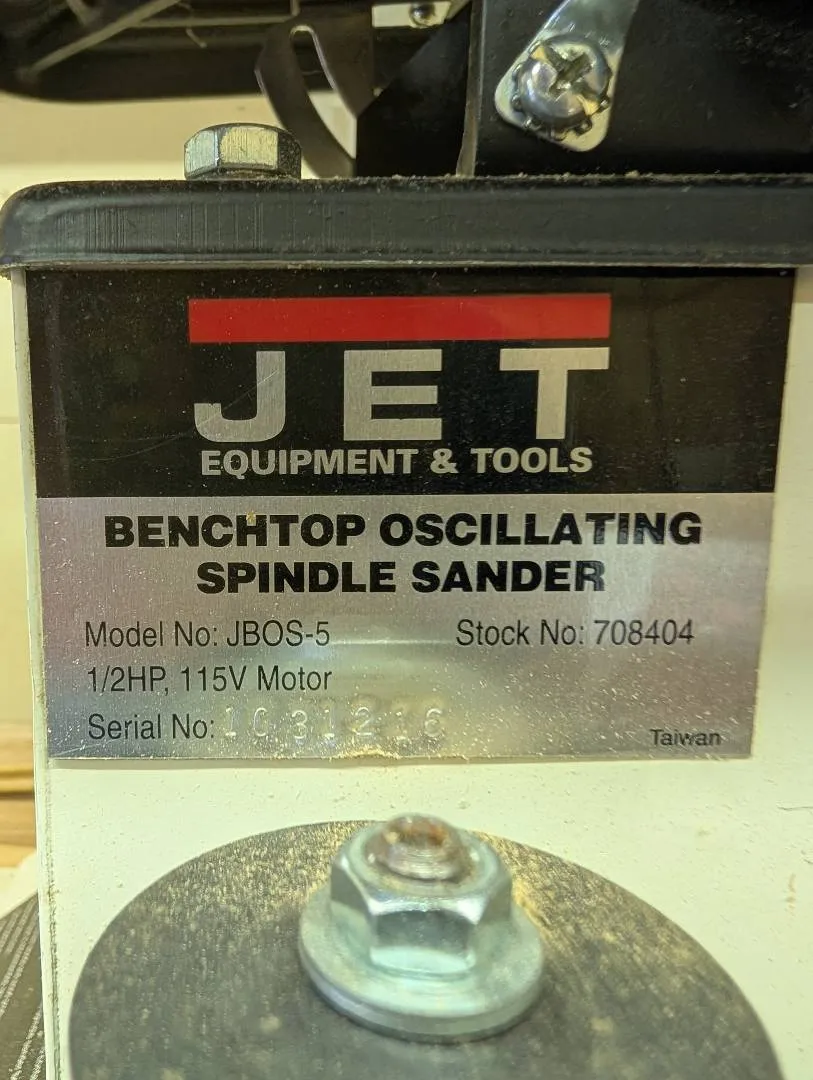 JET
EQUIPMENT & TOOLS
BENCHTOP OSCILLATING
SPINDLE SANDER
Model No: JBOS-5 Stock No: 708404
1/2HP, 115V Motor
Serial No:
Taiwan